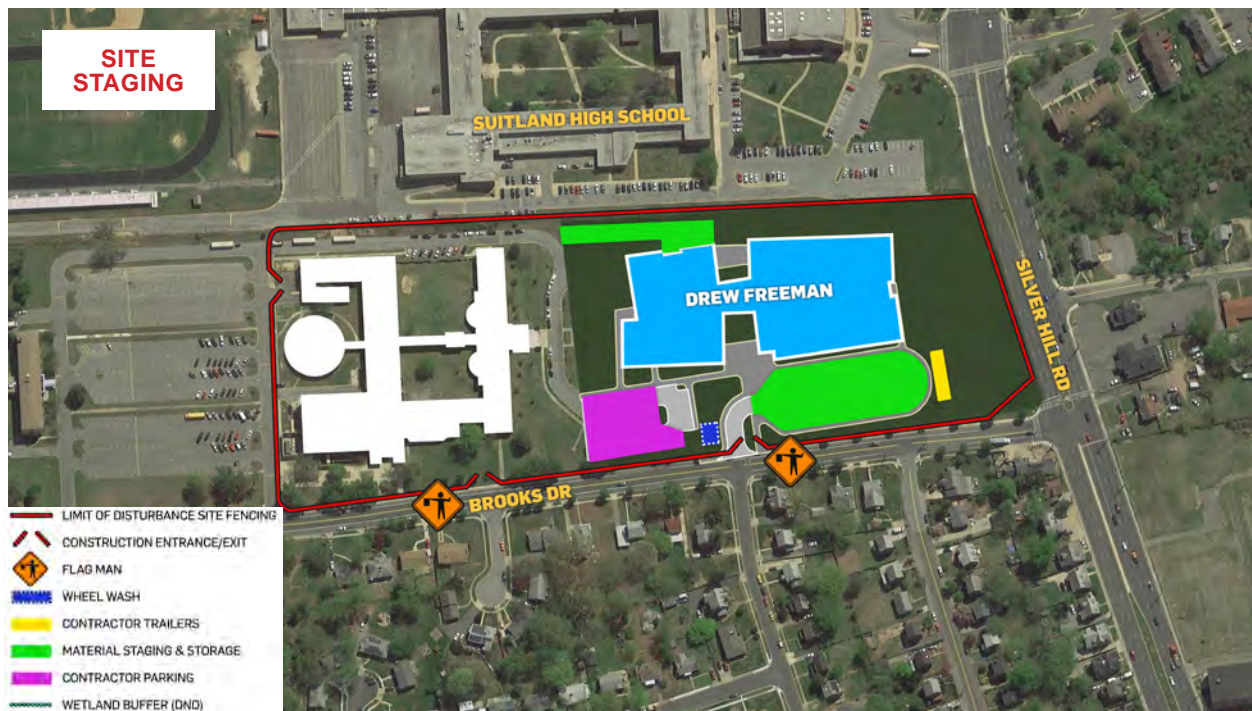 SITE
STAGING
SUITLAND HIGH SCHOOL
DREW FREEMAN
SILVER HILL RD
BROOKS DR
LIMIT OF DISTURBANCE SITE FENCING
CONSTRUCTION ENTRANCE/EXIT
FLAG MAN
WHEEL WASH
CONTRACTOR TRAILERS
MATERIAL STAGING & STORAGE
CONTRACTOR PARKING
WETLAND BUFFER (DND)